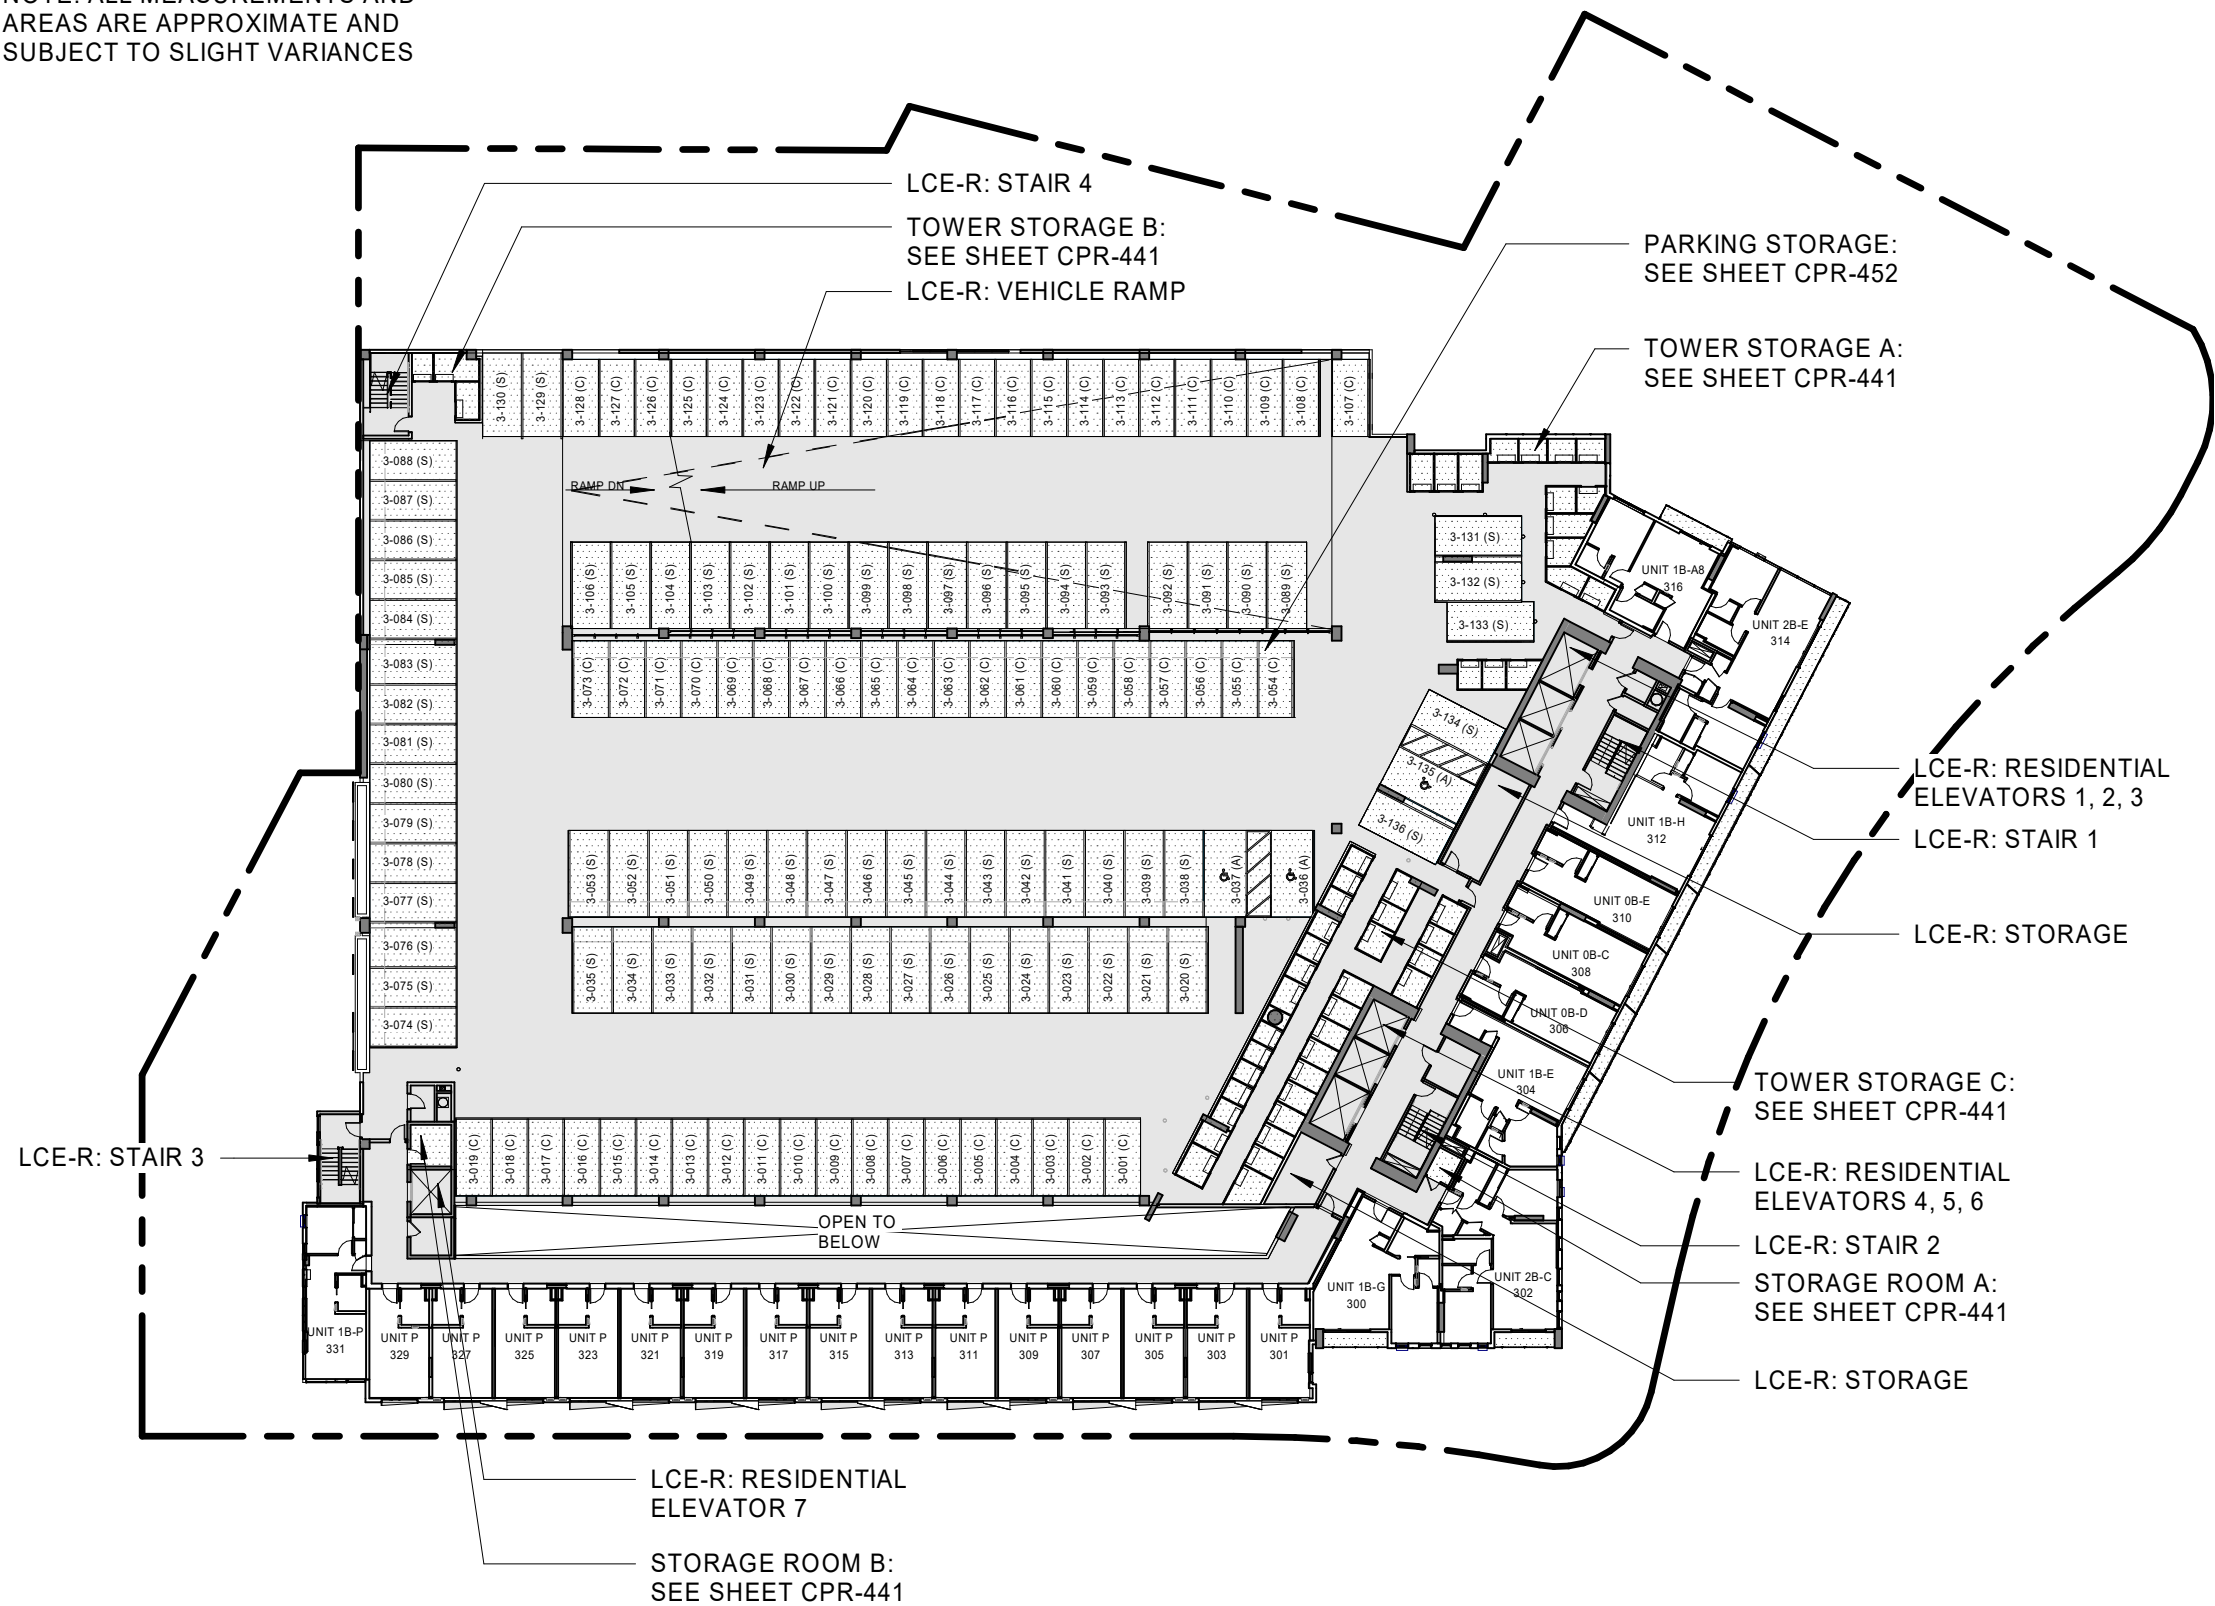 NOTE: ALL MEASUREMENTS AND
AREAS ARE APPROXIMATE AND
SUBJECT TO SLIGHT VARIANCES
LCE-R: STAIR 4
TOWER STORAGE B:
SEE SHEET CPR-441
LCE-R: VEHICLE RAMP
PARKING STORAGE:
SEE SHEET CPR-452
TOWER STORAGE A:
SEE SHEET CPR-441
3-130 (S)
3-129 (S)
3-128 (C)
3-127 (C)
3-126 (C)
3-125 (C)
3-124 (C)
3-123 (C)
3-122 (C)
3-121 (C)
3-120 (C)
3-119 (C)
3-118 (C)
3-117 (C)
3-116 (C)
3-115 (C)
3-114 (C)
3-113 (C)
3-112 (C)
3-111 (C)
3-110 (C)
3-109 (C)
3-108 (C)
3-107 (C)
3-088 (S)
3-087 (S)
3-086 (S)
3-085 (S)
3-084 (S)
3-083 (S)
3-082 (S)
3-081 (S)
3-080 (S)
3-079 (S)
3-078 (S)
3-077 (S)
3-076 (S)
3-075 (S)
3-074 (S)
RAMP DN
RAMP UP
3-106 (S)
3-105 (S)
3-104 (S)
3-103 (S)
3-102 (S)
3-101 (S)
3-100 (S)
3-099 (S)
3-098 (S)
3-097 (S)
3-096 (S)
3-095 (S)
3-094 (S)
3-093 (S)
3-092 (S)
3-091 (S)
3-090 (S)
3-089 (S)
3-073 (C)
3-072 (C)
3-071 (C)
3-070 (C)
3-069 (C)
3-068 (C)
3-067 (C)
3-066 (C)
3-065 (C)
3-064 (C)
3-063 (C)
3-062 (C)
3-061 (C)
3-060 (C)
3-059 (C)
3-058 (C)
3-057 (C)
3-056 (C)
3-055 (C)
3-054 (C)
3-131 (S)
3-132 (S)
3-133 (S)
3-134 (S)
3-135 (A)
3-136 (S)
3-053 (S)
3-052 (S)
3-051 (S)
3-050 (S)
3-049 (S)
3-048 (S)
3-047 (S)
3-046 (S)
3-045 (S)
3-044 (S)
3-043 (S)
3-042 (S)
3-041 (S)
3-040 (S)
3-039 (S)
3-038 (S)
3-037 (A)
3-036 (A)
3-035 (S)
3-034 (S)
3-033 (S)
3-032 (S)
3-031 (S)
3-030 (S)
3-029 (S)
3-028 (S)
3-027 (S)
3-026 (S)
3-025 (S)
3-024 (S)
3-023 (S)
3-022 (S)
3-021 (S)
3-020 (S)
3-019 (C)
3-018 (C)
3-017 (C)
3-016 (C)
3-015 (C)
3-014 (C)
3-013 (C)
3-012 (C)
3-011 (C)
3-010 (C)
3-009 (C)
3-008 (C)
3-007 (C)
3-006 (C)
3-005 (C)
3-004 (C)
3-003 (C)
3-002 (C)
3-001 (C)
UNIT 1B-A8
316
UNIT 2B-E
314
UNIT 1B-H
312
UNIT 0B-E
310
UNIT 0B-C
308
UNIT 0B-D
306
UNIT 1B-E
304
UNIT 2B-C
302
UNIT 1B-G
300
LCE-R: RESIDENTIAL
ELEVATORS 1, 2, 3
LCE-R: STAIR 1
LCE-R: STORAGE
TOWER STORAGE C:
SEE SHEET CPR-441
LCE-R: RESIDENTIAL
ELEVATORS 4, 5, 6
LCE-R: STAIR 2
STORAGE ROOM A:
SEE SHEET CPR-441
LCE-R: STORAGE
LCE-R: STAIR 3
OPEN TO
BELOW
UNIT 1B-P
331
UNIT P
329
UNIT P
327
UNIT P
325
UNIT P
323
UNIT P
321
UNIT P
319
UNIT P
317
UNIT P
315
UNIT P
313
UNIT P
311
UNIT P
309
UNIT P
307
UNIT P
305
UNIT P
303
UNIT P
301
LCE-R: RESIDENTIAL
ELEVATOR 7
STORAGE ROOM B:
SEE SHEET CPR-441